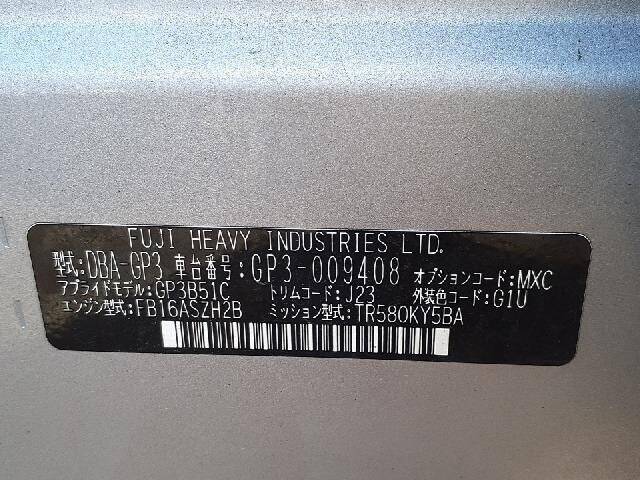 FUJI HEAVY INDUSTRIES LTD.
型式:DBA-GP3 車台番号:GP3-009408 オプションコード:MXC
アプライドモデル:GP3B51C トリムコード:J23 外装色コード:G1U
エンジン型式:FB16ASZH2B ミッション型式:TR580KY5BA